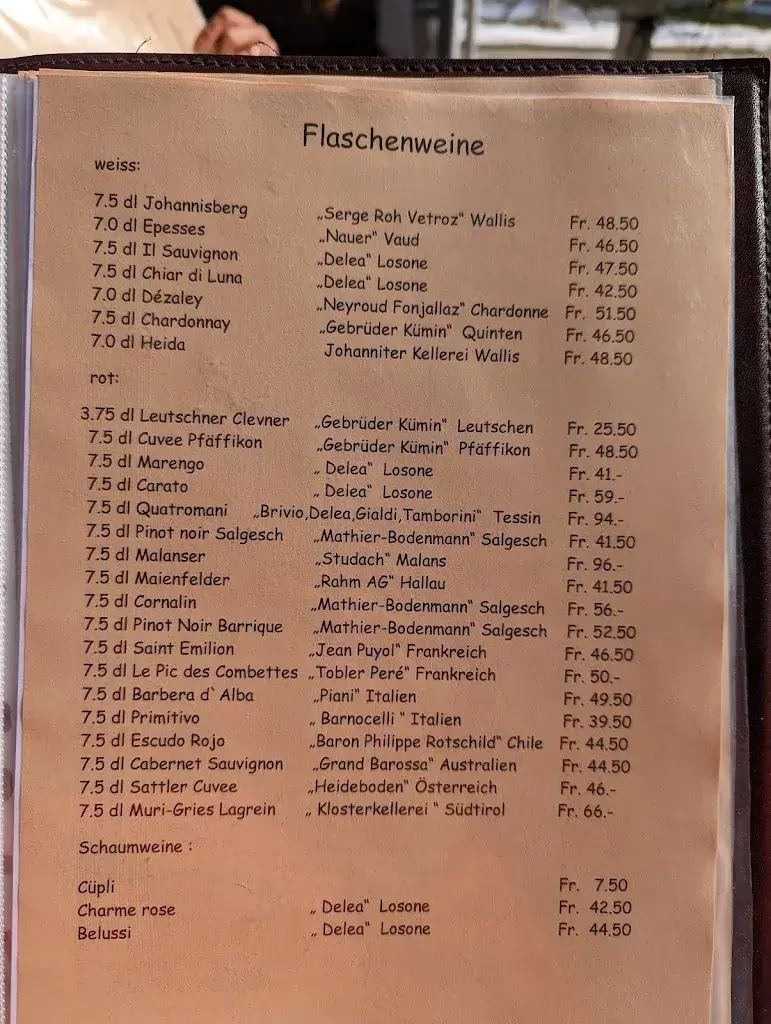 Flaschenweine
weiss:
7.5 dl Johannisberg „Serge Roh Vetroz“ Wallis Fr. 48.50
7.0 dl Epesses „Nauer“ Vaud Fr. 46.50
7.5 dl Il Sauvignon „Delea“ Losone Fr. 47.50
7.5 dl Chiar di Luna „Delea“ Losone Fr. 42.50
7.0 dl Dézaley „Neyroud Fonjallaz“ Chardonne Fr. 51.50
7.5 dl Chardonnay „Gebrüder Kümin“ Quinten Fr. 46.50
7.0 dl Heida Johanniter Kellerei Wallis Fr. 48.50
rot:
3.75 dl Leutschner Clevner „Gebrüder Kümin“ Leutschen Fr. 25.50
7.5 dl Cuvee Pfäffikon „Gebrüder Kümin“ Pfäffikon Fr. 48.50
7.5 dl Marengo „ Delea“ Losone Fr. 41.-
7.5 dl Carato „ Delea“ Losone Fr. 59.-
7.5 dl Quatromani „Brivio,Delea,Gialdi,Tamborini“ Tessin Fr. 94.-
7.5 dl Pinot noir Salgesch „Mathier-Bodenmann“ Salgesch Fr. 41.50
7.5 dl Malanser „Studach“ Malans Fr. 96.-
7.5 dl Maienfelder „Rahm AG“ Hallau Fr. 41.50
7.5 dl Cornalin „Mathier-Bodenmann“ Salgesch Fr. 56.-
7.5 dl Pinot Noir Barrique „Mathier-Bodenmann“ Salgesch Fr. 52.50
7.5 dl Saint Emilion „Jean Puyol“ Frankreich Fr. 46.50
7.5 dl Le Pic des Combettes „Tobler Peré“ Frankreich Fr. 50.-
7.5 dl Barbera d`Alba „Piani“ Italien Fr. 49.50
7.5 dl Primitivo „ Barnocelli “ Italien Fr. 39.50
7.5 dl Escudo Rojo „Baron Philippe Rotschild“ Chile Fr. 44.50
7.5 dl Cabernet Sauvignon „Grand Barossa“ Australien Fr. 44.50
7.5 dl Sattler Cuvee „Heideboden“ Österreich Fr. 46.-
7.5 dl Muri-Gries Lagrein „ Klosterkellerei “ Südtirol Fr. 66.-
Schaumweine :
Cüpli Fr. 7.50
Charme rose „ Delea“ Losone Fr. 42.50
Belussi „ Delea“ Losone Fr. 44.50